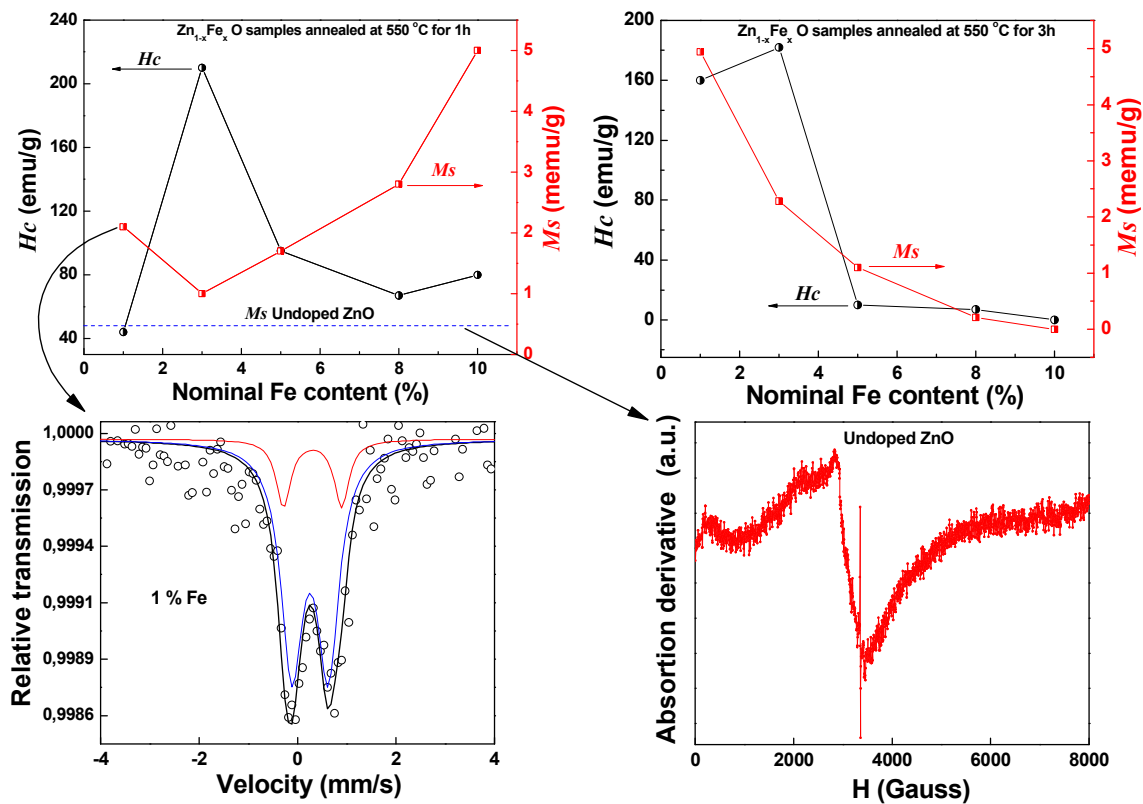 Zn1-xFex O samples annealed at 550 °C for 1h
Hc
Ms
Ms Undoped ZnO
240
200
160
120
80
40
Hc (emu/g)
5
4
3
2
1
0
Ms (memu/g)
0 2 4 6 8 10
Nominal Fe content (%)
Zn1-xFex O samples annealed at 550 °C for 3h
Ms
Hc
200
160
120
80
40
0
Hc (emu/g)
5
4
3
2
1
0
Ms (memu/g)
0 2 4 6 8 10
Nominal Fe content (%)
1,0000
0,9997
0,9994
0,9991
0,9989
0,9986
Relative transmission
1 % Fe
-4 -2 0 2 4
Velocity (mm/s)
Undoped ZnO
Absortion derivative (a.u.)
0 2000 4000 6000 8000
H (Gauss)